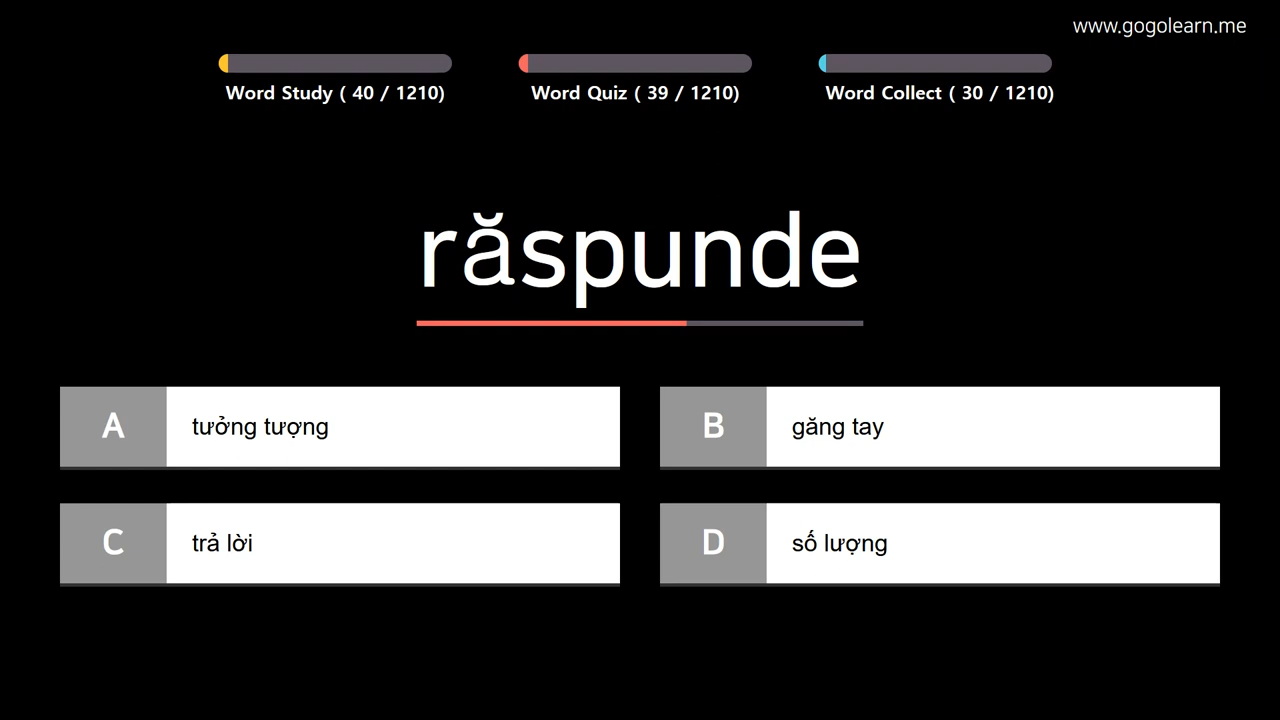 www.gogolearn.me
Word Study ( 40 / 1210)
Word Quiz ( 39 / 1210)
Word Collect ( 30 / 1210)
răspunde
A tưởng tượng
B găng tay
C trả lời
D số lượng